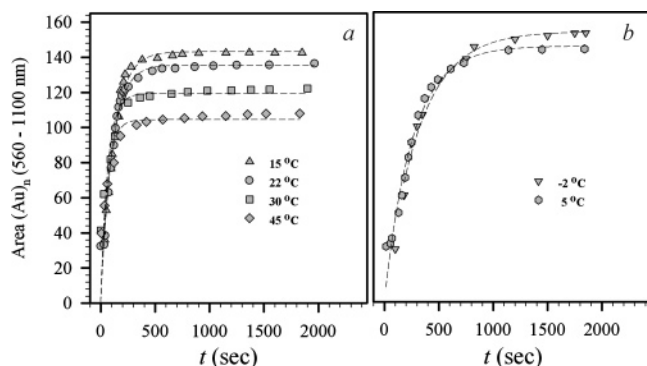 a
b
Area (Au)n (560 - 1100 nm)
160
140
120
100
80
60
40
20
0
15 °C
22 °C
30 °C
45 °C
-2 °C
5 °C
0 500 1000 1500 2000
0 500 1000 1500 2000
t (sec)
t (sec)